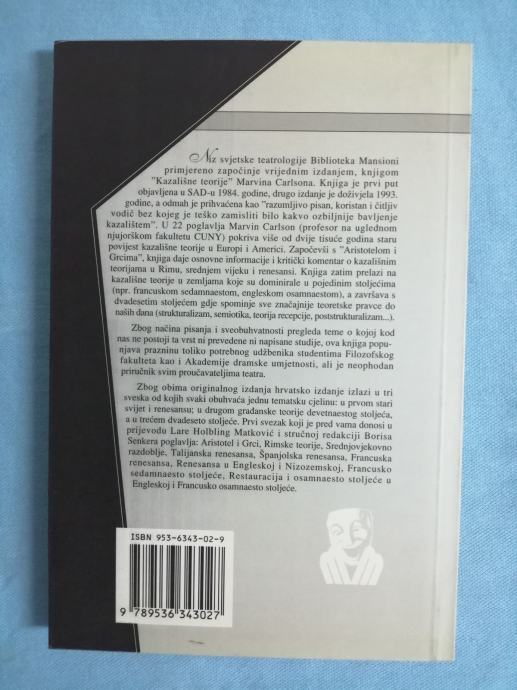 Niz svjetske teatrologije Biblioteka Mansioni
primjereno započinje vrijednim izdanjem, knjigom
"Kazališne teorije" Marvina Carlsona. Knjiga je prvi put
objavljena u SAD-u 1984. godine, drugo izdanje je doživjela 1993.
godine, a odmah je prihvaćena kao "razumljivo pisan, koristan i čitljiv
vodič bez kojeg je teško zamisliti bilo kakvo ozbiljnije bavljenje
kazalištem". U 22 poglavlja Marvin Carlson (profesor na uglednom
njujorškom fakultetu CUNY) pokriva više od dvije tisuće godina staru
povijest kazališne teorije u Europi i Americi. Započevši s "Aristotelom i
Grcima", knjiga daje osnovne informacije i kritički komentar o kazališnim
teorijama u Rimu, srednjem vijeku i renesansi. Knjiga zatim prelazi na
kazališne teorije u zemljama koje su dominirale u pojedinim stoljećima
(npr. francuskom sedamnaestom, engleskom osamnaestom), a završava s
dvadesetim stoljećem gdje spominje sve značajnije teoretske pravce do
naših dana (strukturalizam, semiotika, teorija recepcije, poststrukturalizam...).
Zbog načina pisanja i sveobuhvatnosti pregleda teme o kojoj kod
nas ne postoji ta vrst ni prevedene ni napisane studije, ova knjiga popu-
njava prazninu toliko potrebnog udžbenika studentima Filozofskog
fakulteta kao i Akademije dramske umjetnosti, ali je neophodan
priručnik svim proučavateljima teatra.
Zbog obima originalnog izdanja hrvatsko izdanje izlazi u tri
sveska od kojih svaki obuhvaća jednu tematsku cjelinu: u prvom stari
svijet i renesansu; u drugom građanske teorije devetnaestog stoljeća,
a u trećem dvadeseto stoljeće. Prvi svezak koji je pred vama donosi u
prijevodu Lare Holbling Matković i stručnoj redakciji Borisa
Senkera poglavlja: Aristotel i Grci, Rimske teorije, Srednjovjekovno
razdoblje, Talijanska renesansa, Španjolska renesansa, Francuska
renesansa, Renesansa u Engleskoj i Nizozemskoj, Francusko
sedamnaesto stoljeće, Restauracija i osamnaesto stoljeće u
Engleskoj i Francusko osamnaesto stoljeće.
ISBN 953-6343-02-9
9 789536 343027